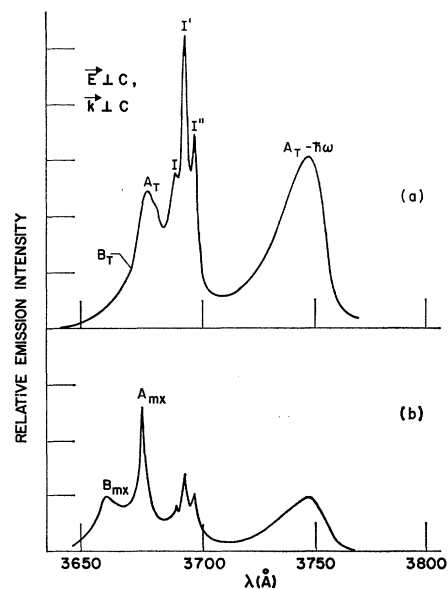 I'
E⃗ ⊥ C,
k⃗ ⊥ C
I"
A_T-ħω
I
A_T
(a)
B_T
RELATIVE EMISSION INTENSITY
A_mx
(b)
B_mx
3650 3700 3750 3800
λ(Å)